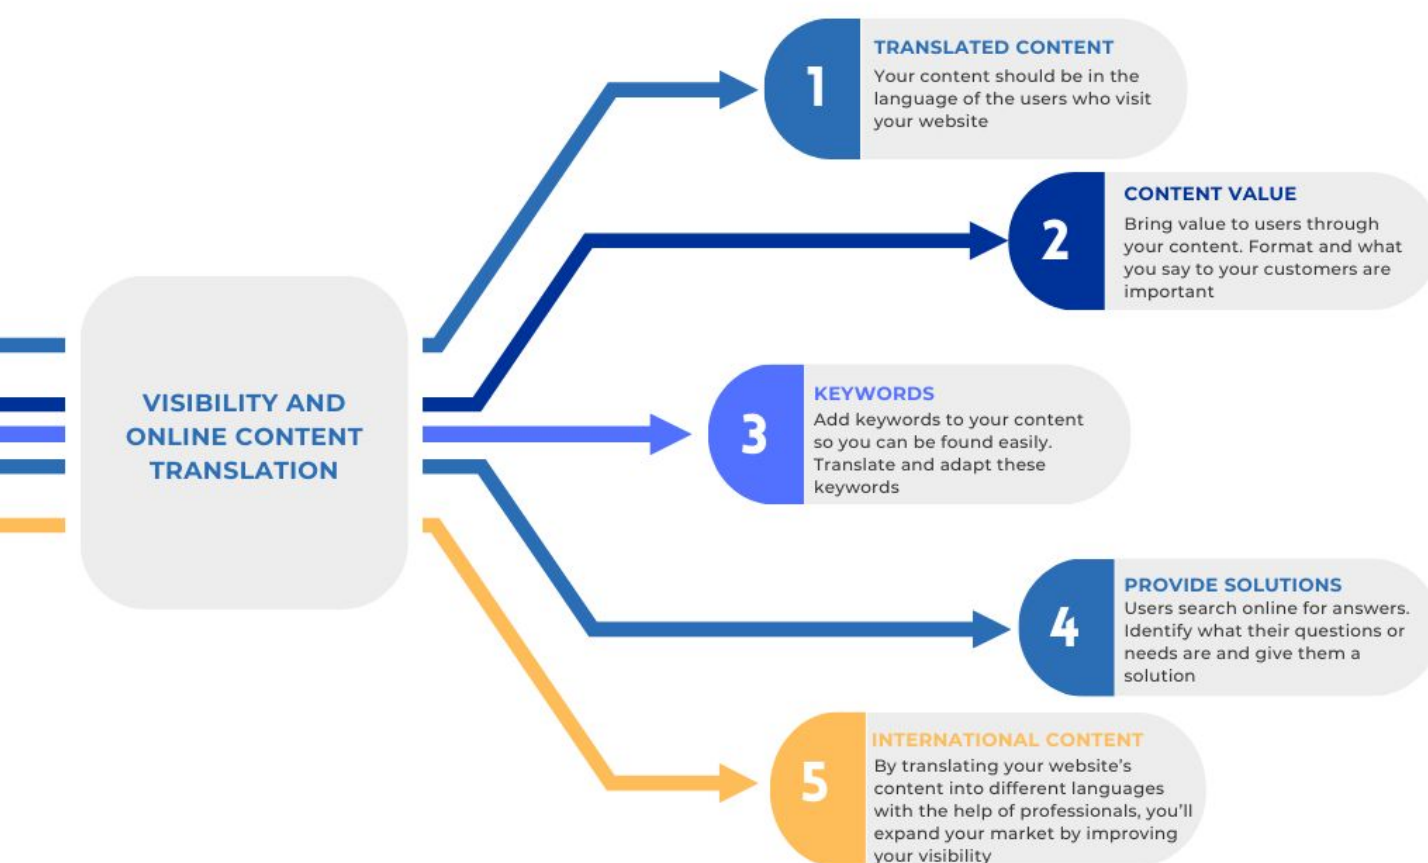 VISIBILITY AND
ONLINE CONTENT
TRANSLATION
1
TRANSLATED CONTENT
Your content should be in the
language of the users who visit
your website
2
CONTENT VALUE
Bring value to users through
your content. Format and what
you say to your customers are
important
3
KEYWORDS
Add keywords to your content
so you can be found easily.
Translate and adapt these
keywords
4
PROVIDE SOLUTIONS
Users search online for answers.
Identify what their questions or
needs are and give them a
solution
5
INTERNATIONAL CONTENT
By translating your website's
content into different languages
with the help of professionals, you'll
expand your market by improving
your visibility